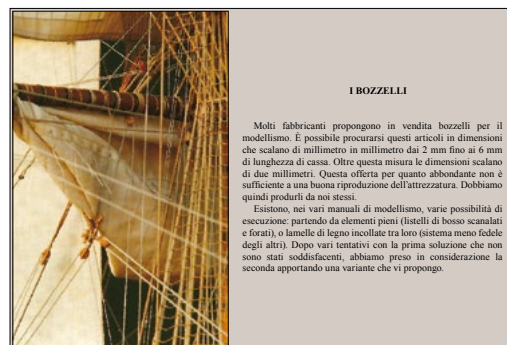 I BOZZELLI
Molti fabbricanti propongono in vendita bozzelli per il
modellismo. È possibile procurarsi questi articoli in dimensioni
che scalano di millimetro in millimetro dai 2 mm fino ai 6 mm
di lunghezza di cassa. Oltre questa misura le dimensioni scalano
di due millimetri. Questa offerta per quanto abbondante non è
sufficiente a una buona riproduzione dell'attrezzatura. Dobbiamo
quindi produrli da noi stessi.
Esistono, nei vari manuali di modellismo, varie possibilità di
esecuzione: partendo da elementi pieni (listelli di bosso scanalati
e forati), o lamelle di legno incollate tra loro (sistema meno fedele
degli altri). Dopo vari tentativi con la prima soluzione che non
sono stati soddisfacenti, abbiamo preso in considerazione la
seconda apportando una variante che vi propongo.